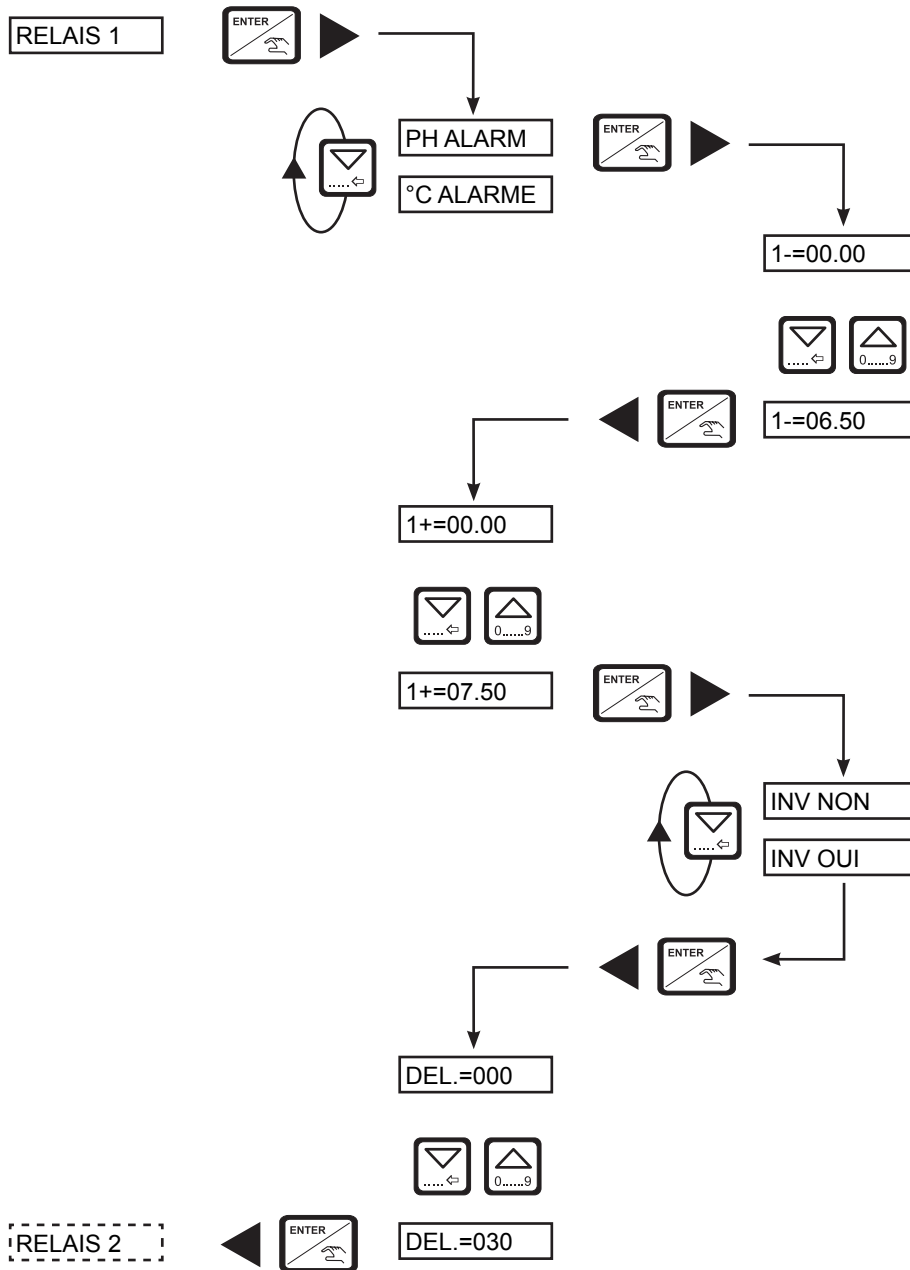 RELAIS 1
ENTER
PH ALARM
.....
°C ALARME
ENTER
1-=00.00
.....
0......9
ENTER
1-=06.50
1+=00.00
.....
0......9
1+=07.50
ENTER
INV NON
.....
INV OUI
ENTER
DEL.=000
.....
0......9
RELAIS 2
ENTER
DEL.=030